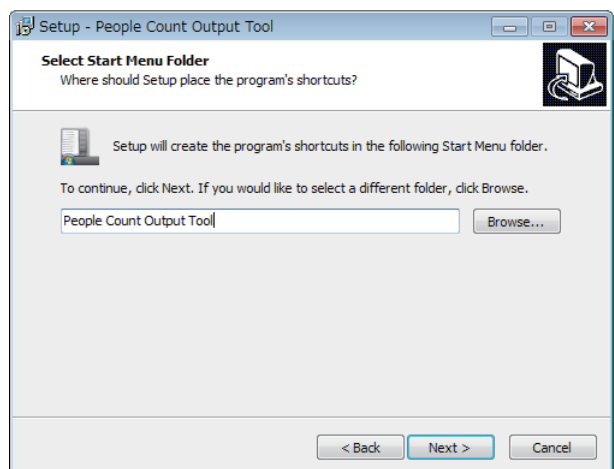 Setup - People Count Output Tool
Select Start Menu Folder
Where should Setup place the program's shortcuts?
Setup will create the program's shortcuts in the following Start Menu folder.
To continue, click Next. If you would like to select a different folder, click Browse.
People Count Output Tool
Browse...
< Back
Next >
Cancel